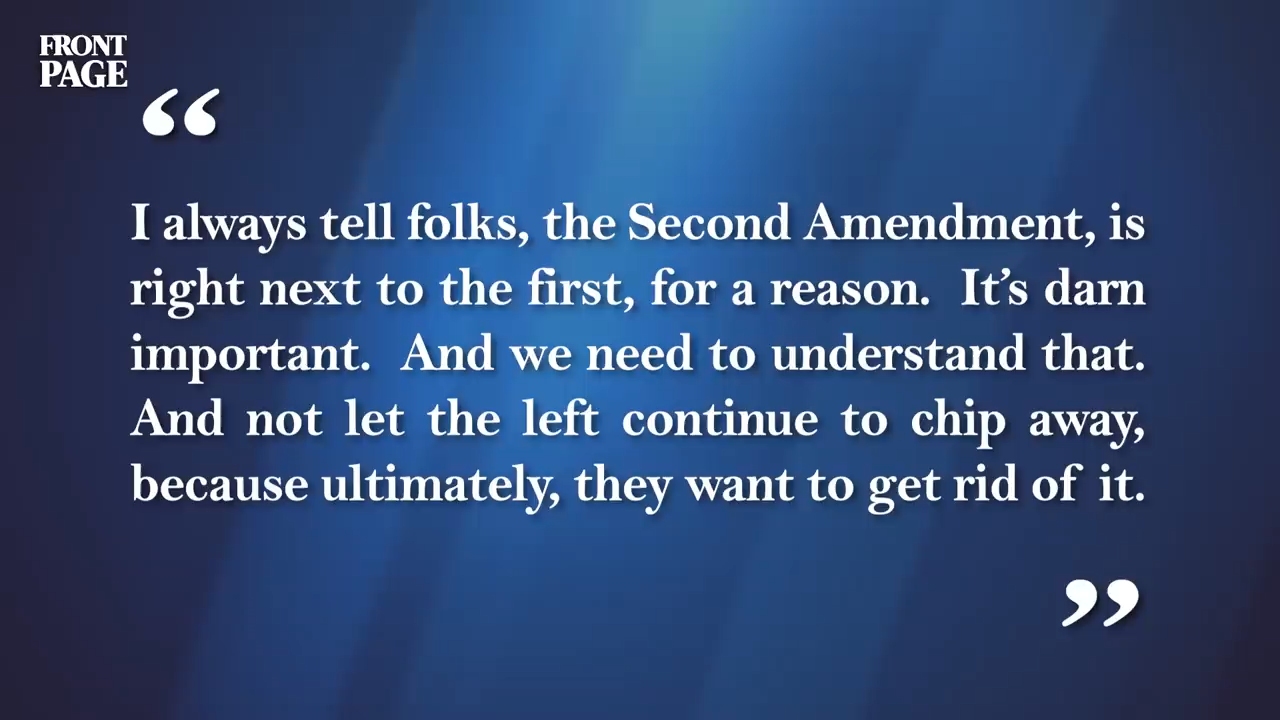 FRONT
PAGE
“
I always tell folks, the Second Amendment, is
right next to the first, for a reason.  It’s darn
important.  And we need to understand that.
And not let the left continue to chip away,
because ultimately, they want to get rid of it.
”